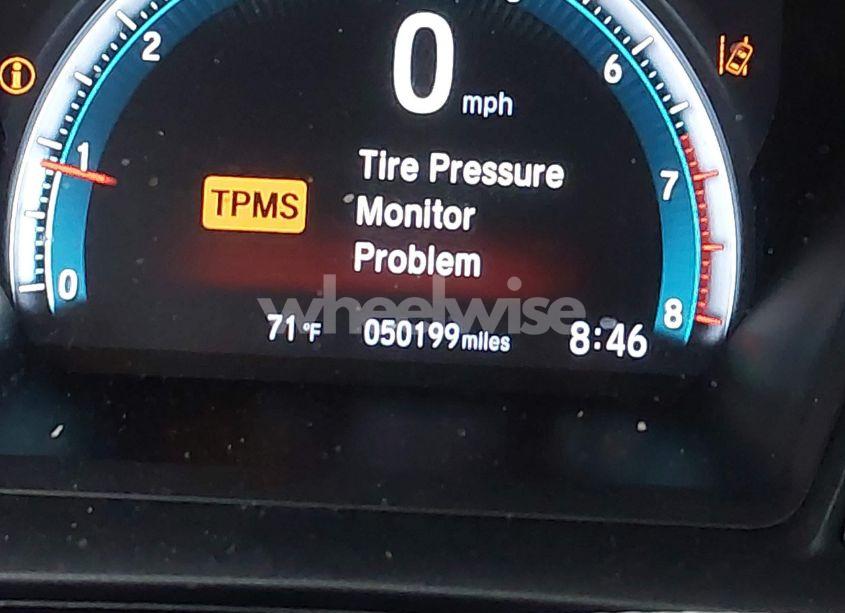 0
mph
2
6
1
7
0
8
Tire Pressure
TPMS
Monitor
Problem
wheelwise
71°F 050199miles 8:46